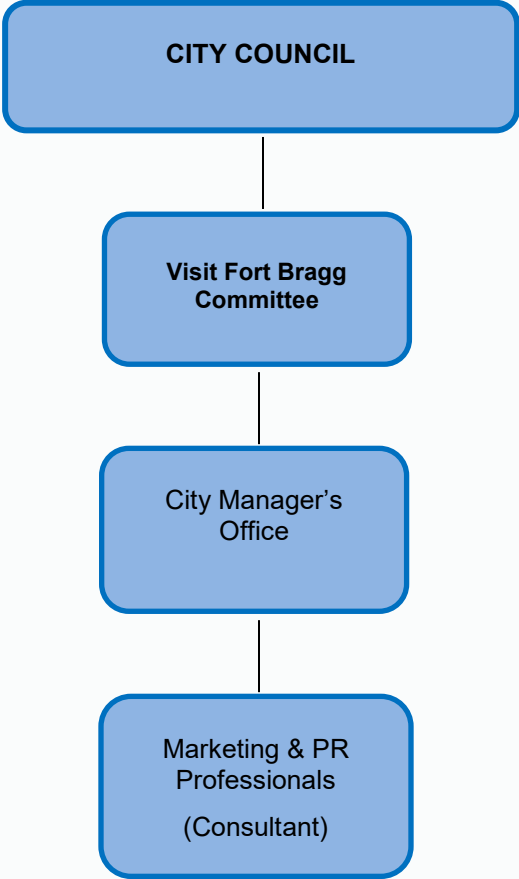 CITY COUNCIL
Visit Fort Bragg
Committee
City Manager’s
Office
Marketing & PR
Professionals
(Consultant)